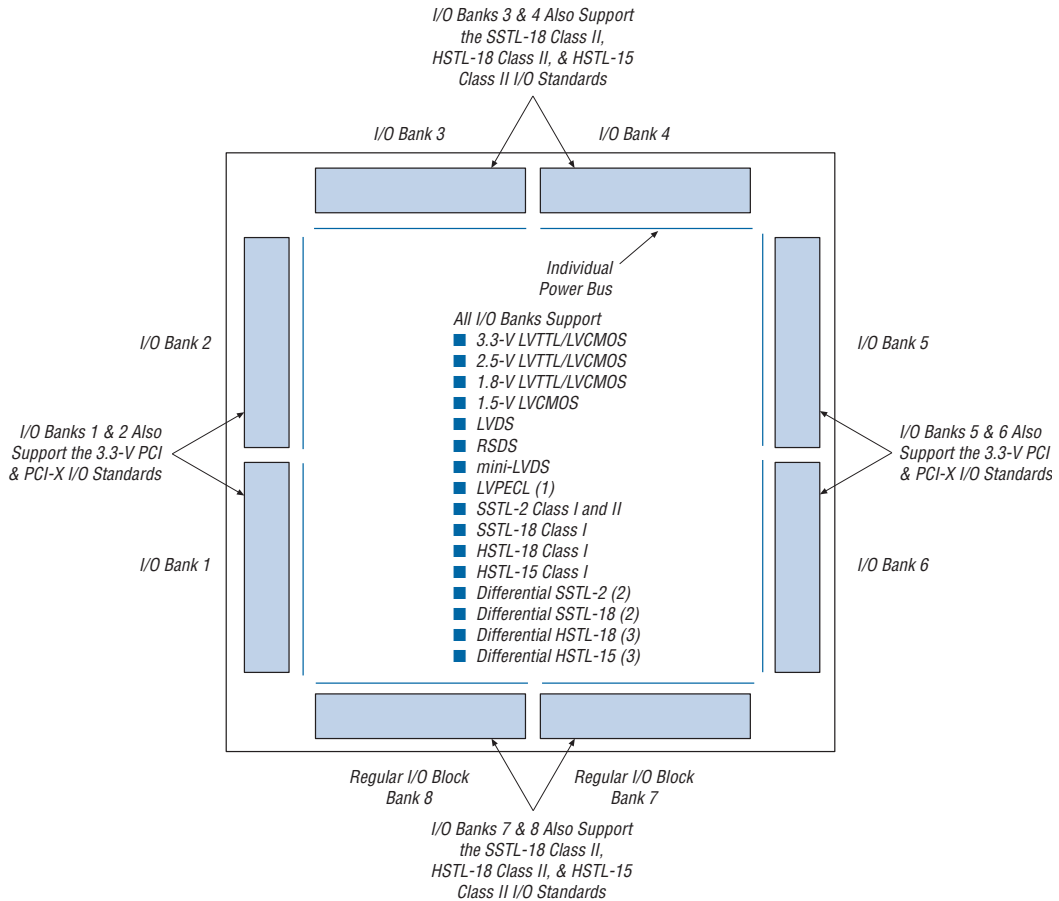 I/O Banks 3 & 4 Also Support
the SSTL-18 Class II,
HSTL-18 Class II, & HSTL-15
Class II I/O Standards
I/O Bank 3
I/O Bank 4
Individual
Power Bus
I/O Bank 2
I/O Bank 5
All I/O Banks Support
3.3-V LVTTL/LVCMOS
2.5-V LVTTL/LVCMOS
1.8-V LVTTL/LVCMOS
1.5-V LVCMOS
LVDS
RSDS
mini-LVDS
LVPECL (1)
SSTL-2 Class I and II
SSTL-18 Class I
HSTL-18 Class I
HSTL-15 Class I
Differential SSTL-2 (2)
Differential SSTL-18 (2)
Differential HSTL-18 (3)
Differential HSTL-15 (3)
I/O Banks 1 & 2 Also
Support the 3.3-V PCI
& PCI-X I/O Standards
I/O Banks 5 & 6 Also
Support the 3.3-V PCI
& PCI-X I/O Standards
I/O Bank 1
I/O Bank 6
Regular I/O Block
Bank 8
Regular I/O Block
Bank 7
I/O Banks 7 & 8 Also Support
the SSTL-18 Class II,
HSTL-18 Class II, & HSTL-15
Class II I/O Standards